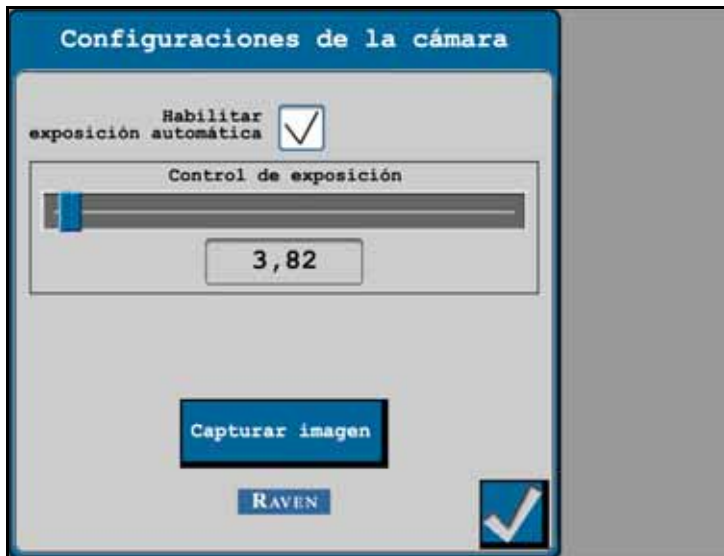 Configuraciones de la cámara
Habilitar
exposición automática
Control de exposición
3,82
Capturar imagen
RAVEN